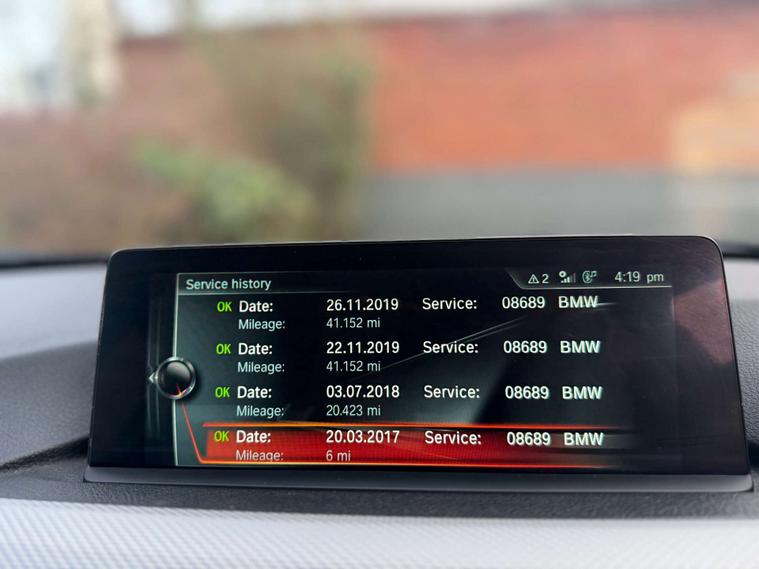 Service history 2 4:19 pm
OK Date: 26.11.2019 Service: 08689 BMW
Mileage: 41.152 mi
OK Date: 22.11.2019 Service: 08689 BMW
Mileage: 41.152 mi
OK Date: 03.07.2018 Service: 08689 BMW
Mileage: 20.423 mi
OK Date: 20.03.2017 Service: 08689 BMW
Mileage: 6 mi